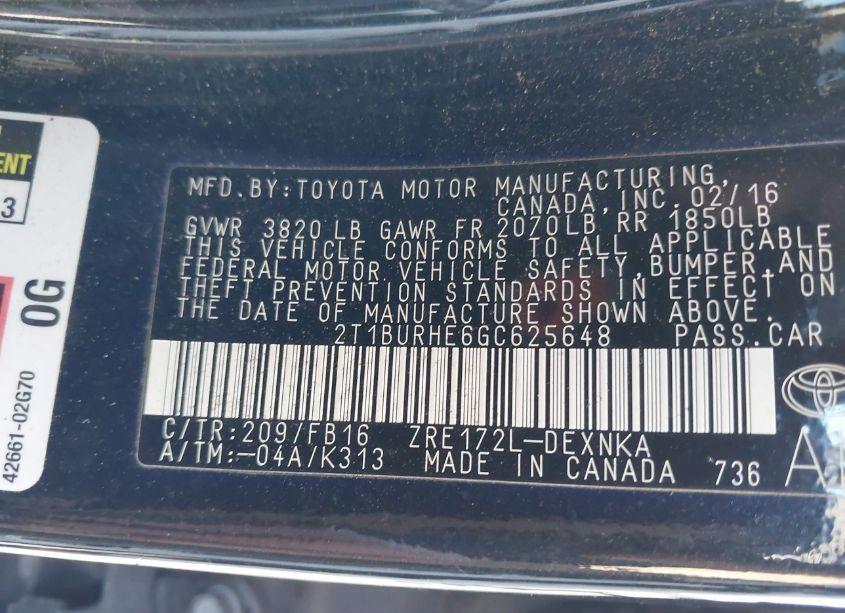 ENT
3
0G
42661-02G70
MFD.BY:TOYOTA MOTOR MANUFACTURING,
CANADA,INC.02/16
GVWR 3820 LB GAWR FR 2070LB RR 1850LB
THIS VEHICLE CONFORMS TO ALL APPLICABLE
FEDERAL MOTOR VEHICLE SAFETY,BUMPER,AND
THEFT PREVENTION STANDARDS IN EFFECT ON
THE DATE OF MANUFACTURE SHOWN ABOVE.
2T1BURHE6GC625648 PASS.CAR
C/TR:209/FB16 ZRE172L-DEXNKA
A/TM:-04A/K313 MADE IN CANADA 736